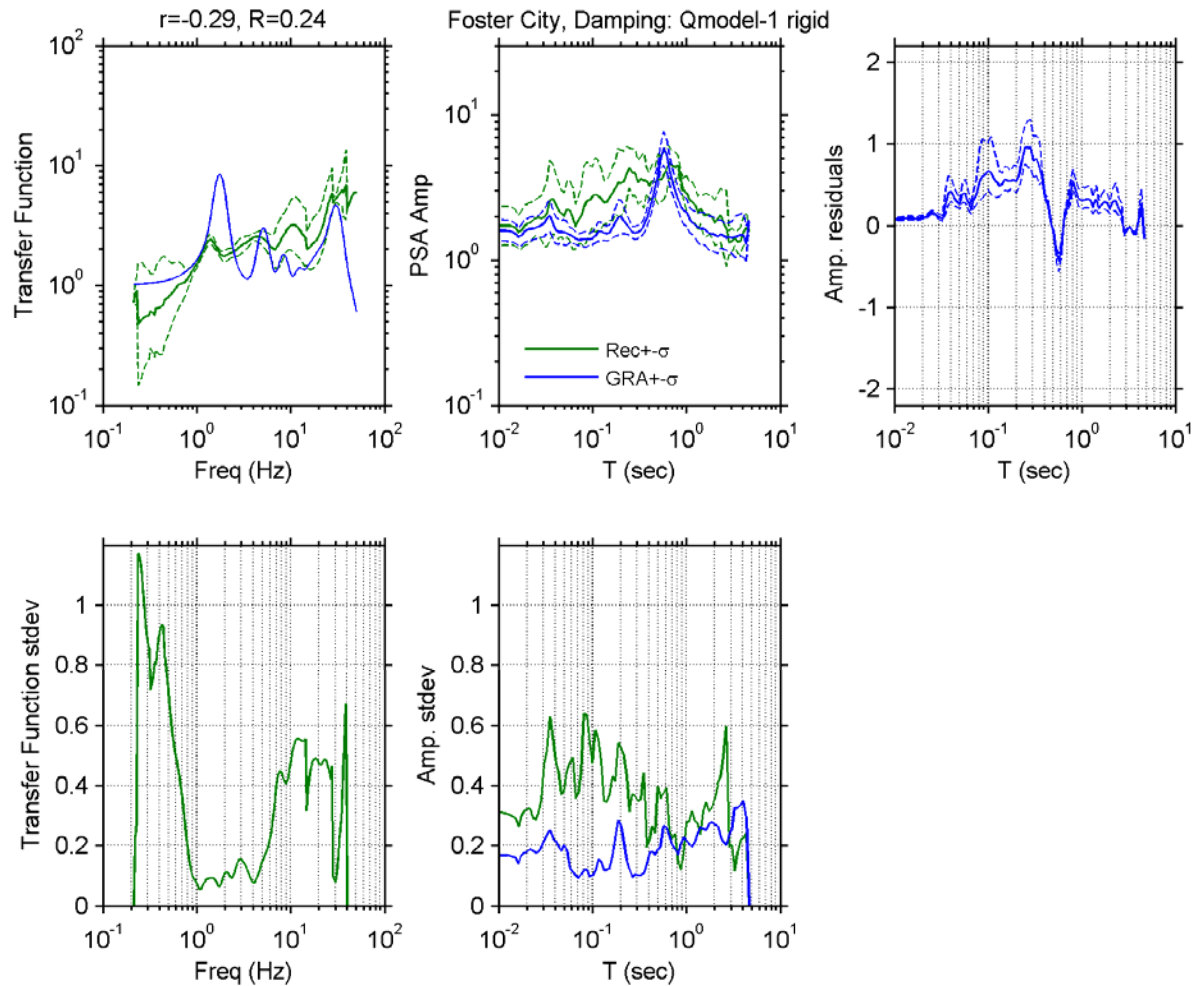 r=-0.29, R=0.24
Foster City, Damping: Qmodel-1 rigid
Transfer Function
10^2
10^1
10^0
10^-1
10^-1 10^0 10^1 10^2
Freq (Hz)
PSA Amp
10^1
10^0
10^-1
Rec+-σ
GRA+-σ
10^-2 10^-1 10^0 10^1
T (sec)
Amp. residuals
2
1
0
-1
-2
10^-2 10^-1 10^0 10^1
T (sec)
Transfer Function stdev
1
0.8
0.6
0.4
0.2
0
10^-1 10^0 10^1 10^2
Freq (Hz)
Amp. stdev
1
0.8
0.6
0.4
0.2
0
10^-2 10^-1 10^0 10^1
T (sec)